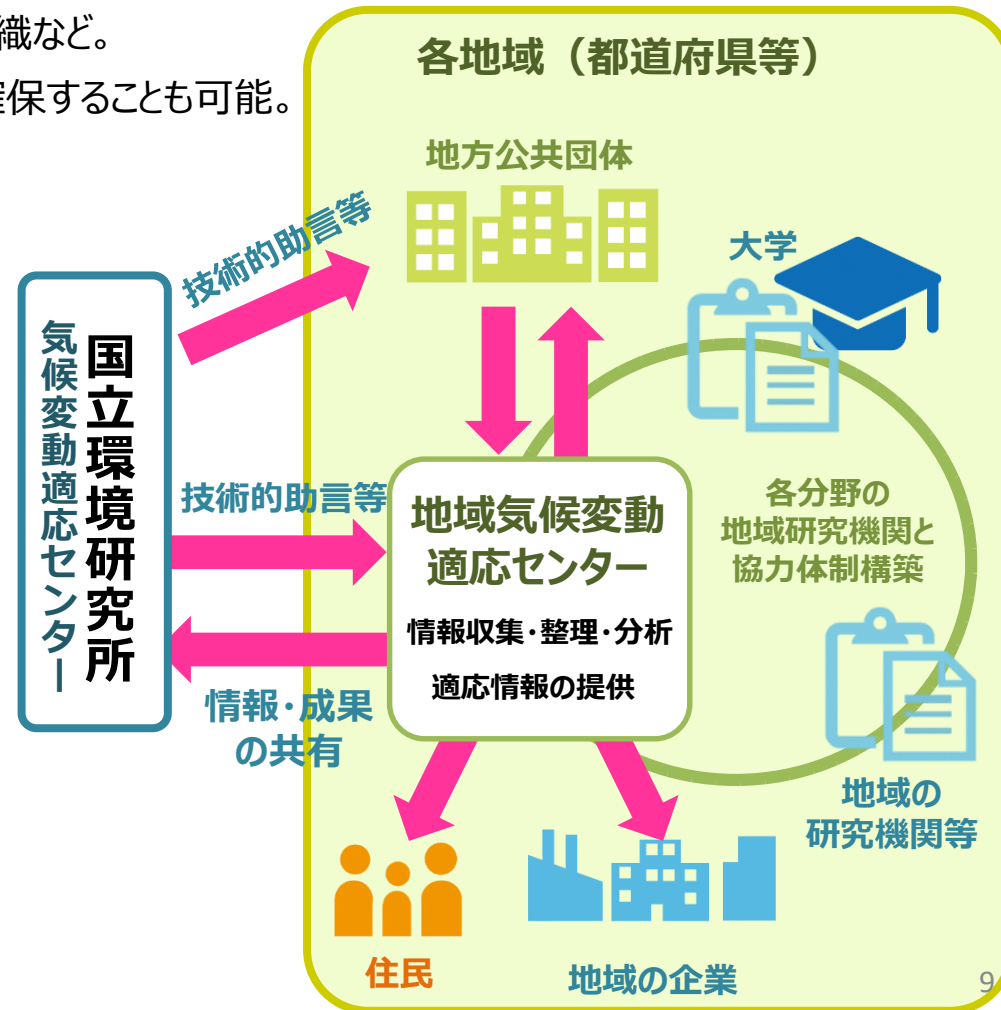 織など。
確保することも可能。
各地域（都道府県等）
地方公共団体
技術的助言等
大学
国立環境研究所
気候変動適応センター
技術的助言等
地域気候変動
適応センター
情報収集･整理･分析
適応情報の提供
各分野の
地域研究機関と
協力体制構築
情報･成果
の共有
地域の
研究機関等
住民
地域の企業
9